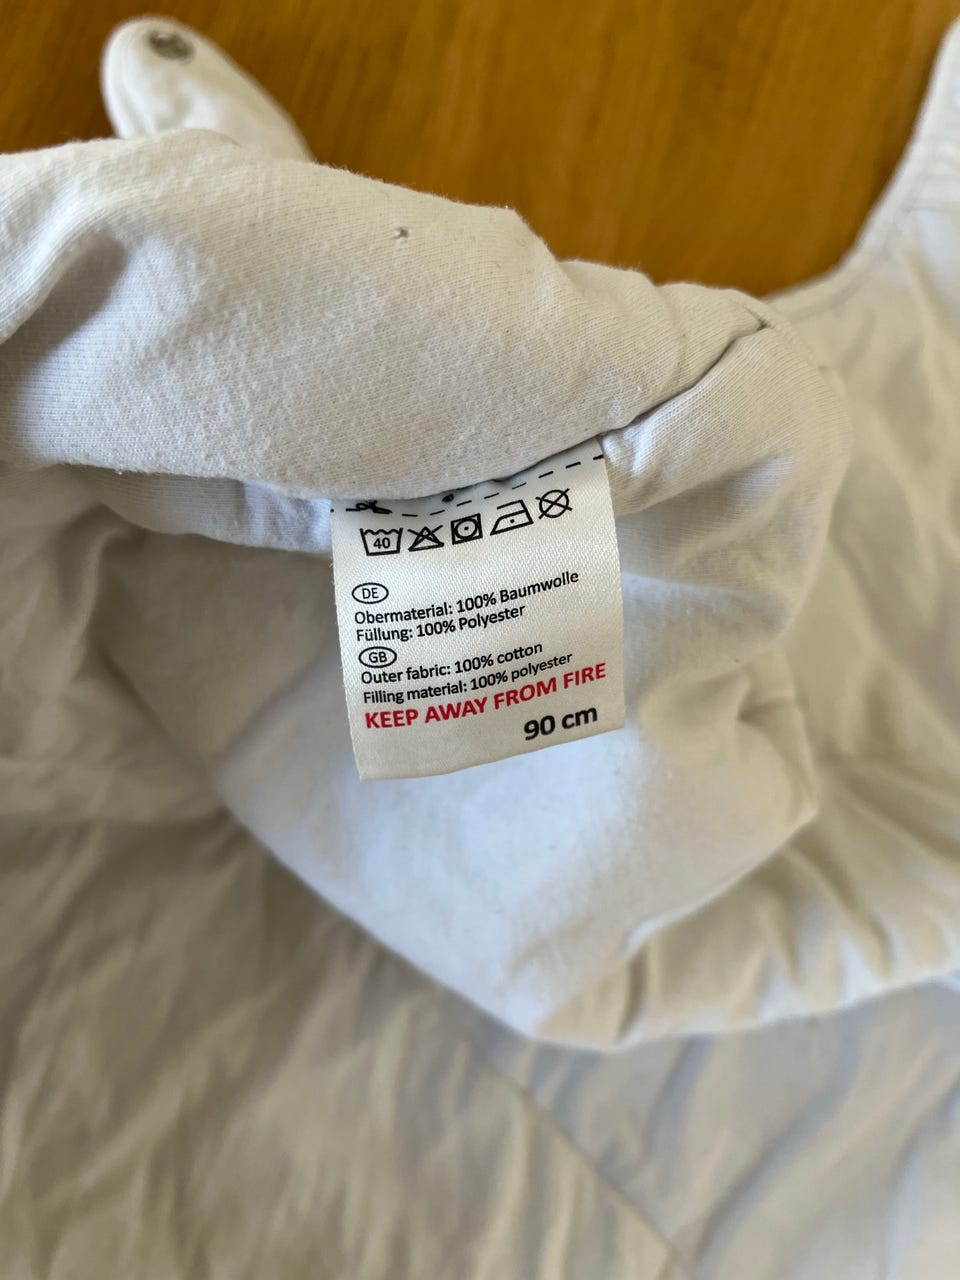 40
DE
Obermaterial: 100% Baumwolle
Füllung: 100% Polyester
GB
Outer fabric: 100% cotton
Filling material: 100% polyester
KEEP AWAY FROM FIRE
90 cm